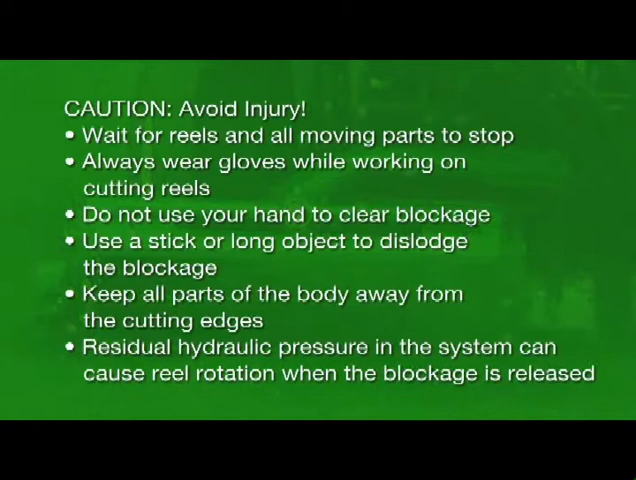 CAUTION: Avoid Injury!
• Wait for reels and all moving parts to stop
• Always wear gloves while working on
cutting reels
• Do not use your hand to clear blockage
• Use a stick or long object to dislodge
the blockage
• Keep all parts of the body away from
the cutting edges
• Residual hydraulic pressure in the system can
cause reel rotation when the blockage is released